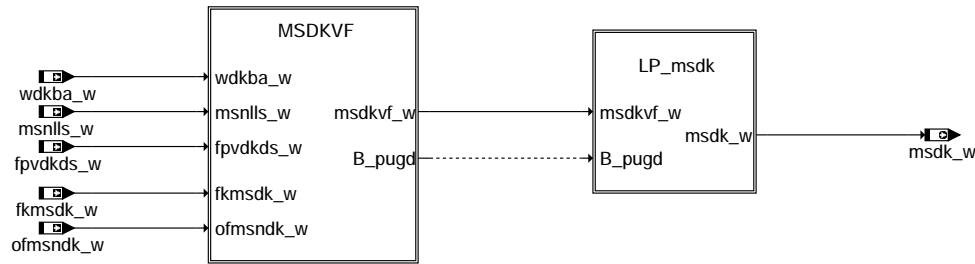 MSDKVF
wdkba_w
wdkba_w
msnlls_w
msnlls_w
fpvdkds_w
fpvdkds_w
fkmsdk_w
fkmsdk_w
ofmsndk_w
ofmsndk_w
msdkvf_w
B_pugd
LP_msdk
msdkvf_w
B_pugd
msdk_w
msdk_w